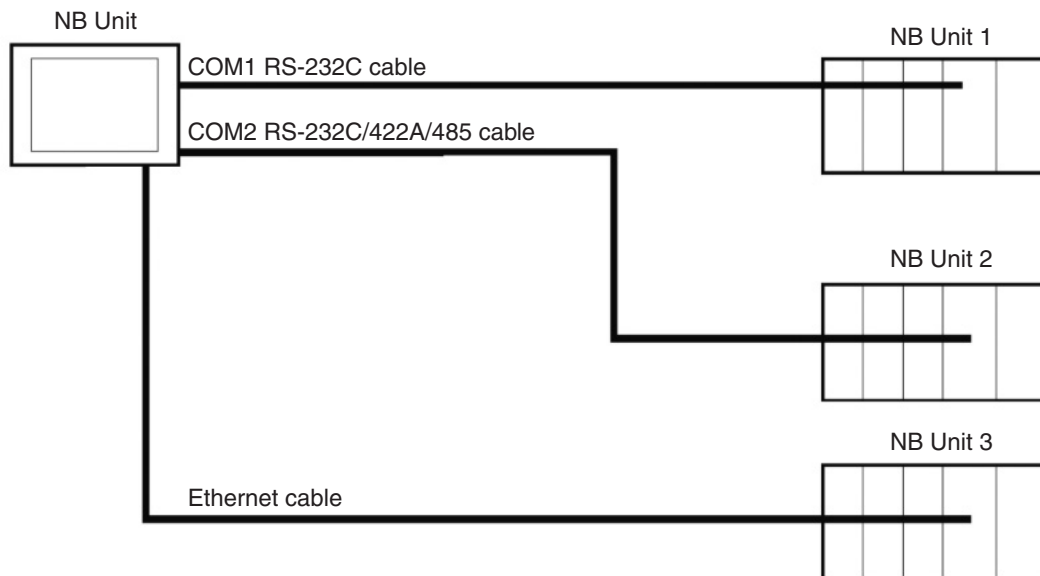 NB Unit
NB Unit 1
COM1 RS-232C cable
COM2 RS-232C/422A/485 cable
NB Unit 2
NB Unit 3
Ethernet cable